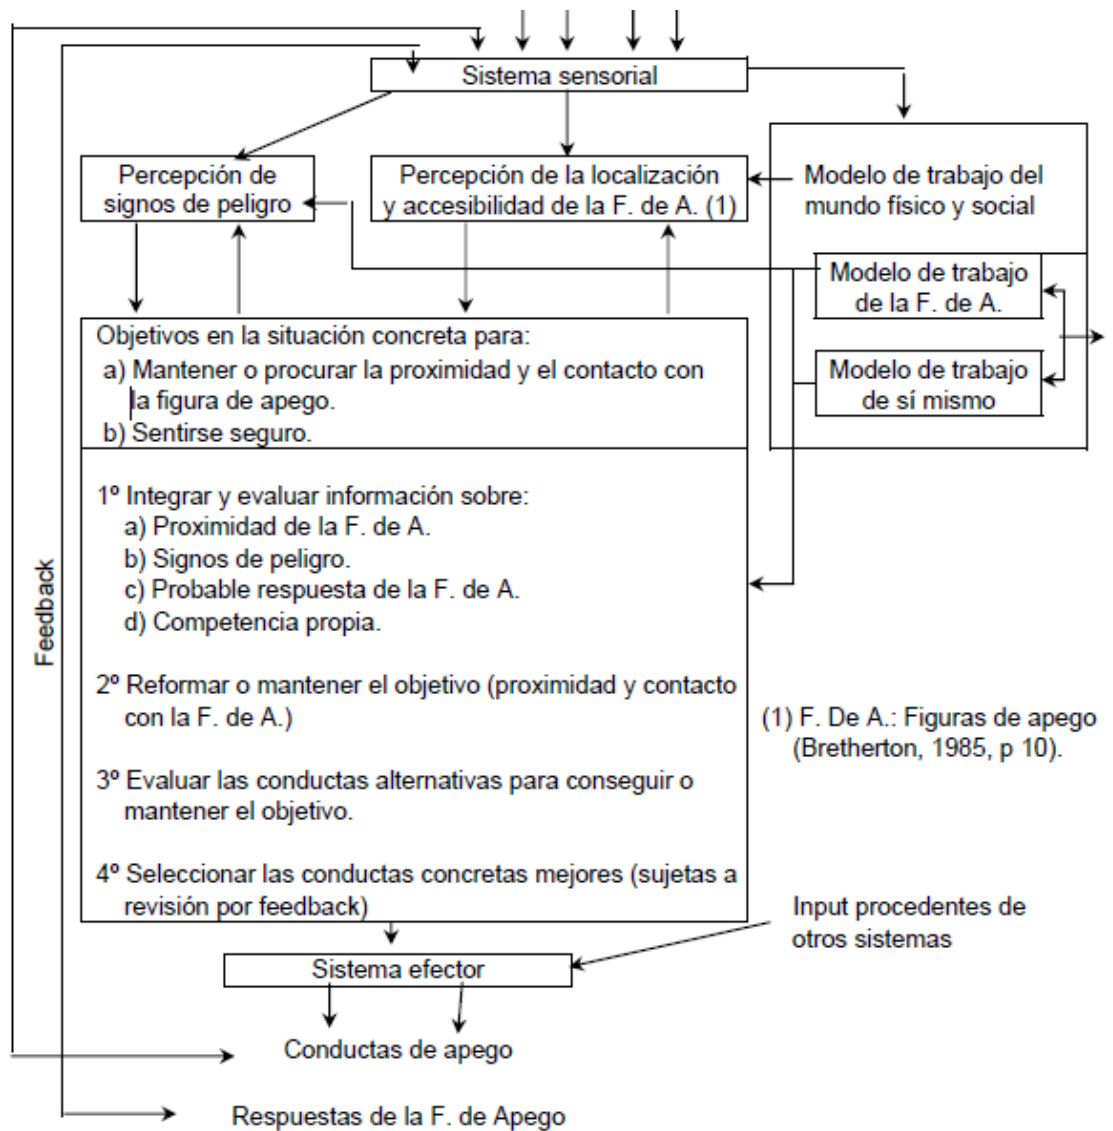 Sistema sensorial
Percepción de
signos de peligro
Percepción de la localización
y accesibilidad de la F. de A. (1)
Modelo de trabajo del
mundo físico y social
Modelo de trabajo
de la F. de A.
Modelo de trabajo
de sí mismo
Objetivos en la situación concreta para:
a) Mantener o procurar la proximidad y el contacto con
la figura de apego.
b) Sentirse seguro.
1º Integrar y evaluar información sobre:
a) Proximidad de la F. de A.
b) Signos de peligro.
c) Probable respuesta de la F. de A.
d) Competencia propia.
2º Reformar o mantener el objetivo (proximidad y contacto
con la F. de A.)
3º Evaluar las conductas alternativas para conseguir o
mantener el objetivo.
4º Seleccionar las conductas concretas mejores (sujetas a
revisión por feedback)
Feedback
(1) F. De A.: Figuras de apego
(Bretherton, 1985, p 10).
Input procedentes de
otros sistemas
Sistema efector
Conductas de apego
Respuestas de la F. de Apego